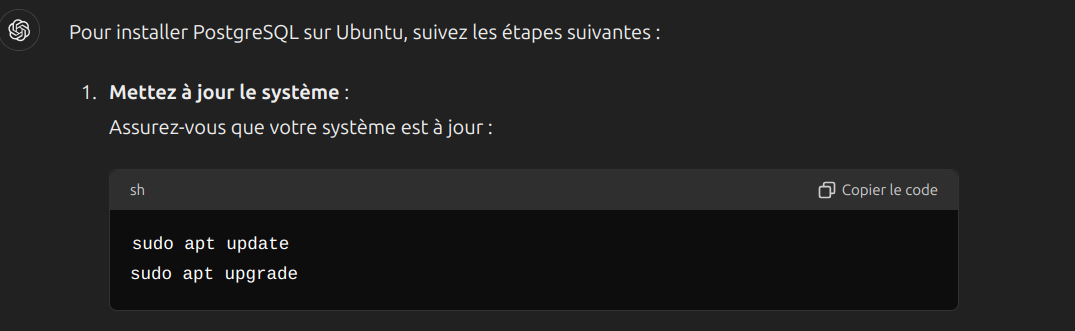 Pour installer PostgreSQL sur Ubuntu, suivez les étapes suivantes :
1. Mettez à jour le système :
Assurez-vous que votre système est à jour :
sh
Copier le code
sudo apt update
sudo apt upgrade